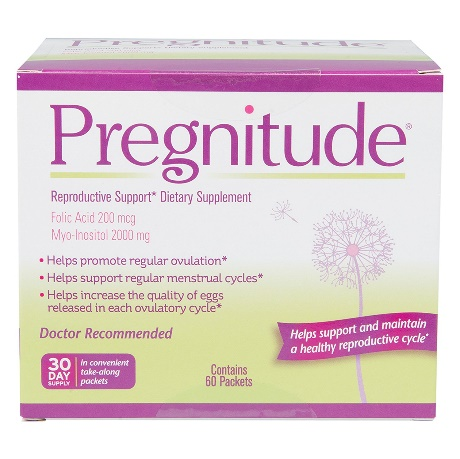 Pregnitude
Pregnitude®
Reproductive Support* Dietary Supplement
Folic Acid 200 mcg
Myo-Inositol 2000 mg
• Helps promote regular ovulation*
• Helps support regular menstrual cycles*
• Helps increase the quality of eggs
released in each ovulatory cycle*
Doctor Recommended
Helps support and maintain
a healthy reproductive cycle*
30
DAY
SUPPLY
in convenient
take-along
packets
Contains
60 Packets